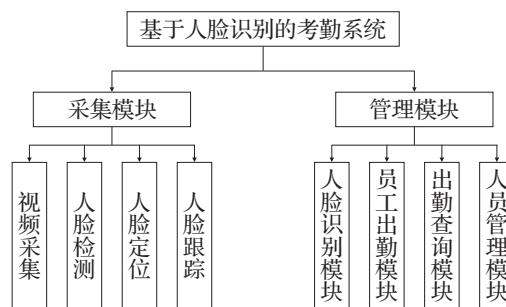 基于人脸识别的考勤系统
采集模块
管理模块
视频采集
人脸检测
人脸定位
人脸跟踪
人脸识别模块
员工出勤模块
出勤查询模块
人员管理模块